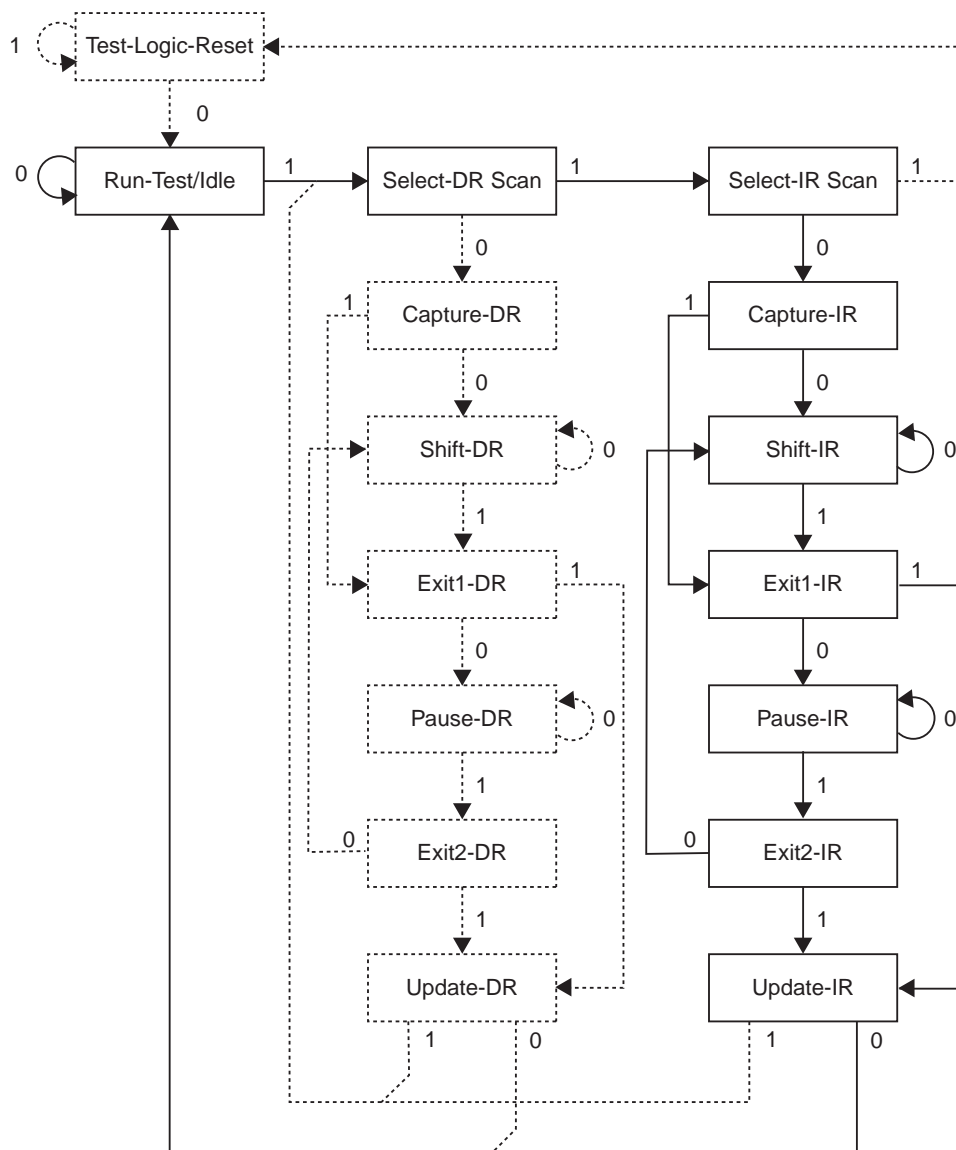 1
Test-Logic-Reset
0
0
Run-Test/Idle
1
Select-DR Scan
1
Select-IR Scan
1
0
0
1
Capture-DR
1
Capture-IR
0
0
Shift-DR
0
Shift-IR
0
1
1
Exit1-DR
1
Exit1-IR
1
0
0
Pause-DR
0
Pause-IR
0
1
1
0
Exit2-DR
0
Exit2-IR
1
1
Update-DR
Update-IR
1
0
1
0